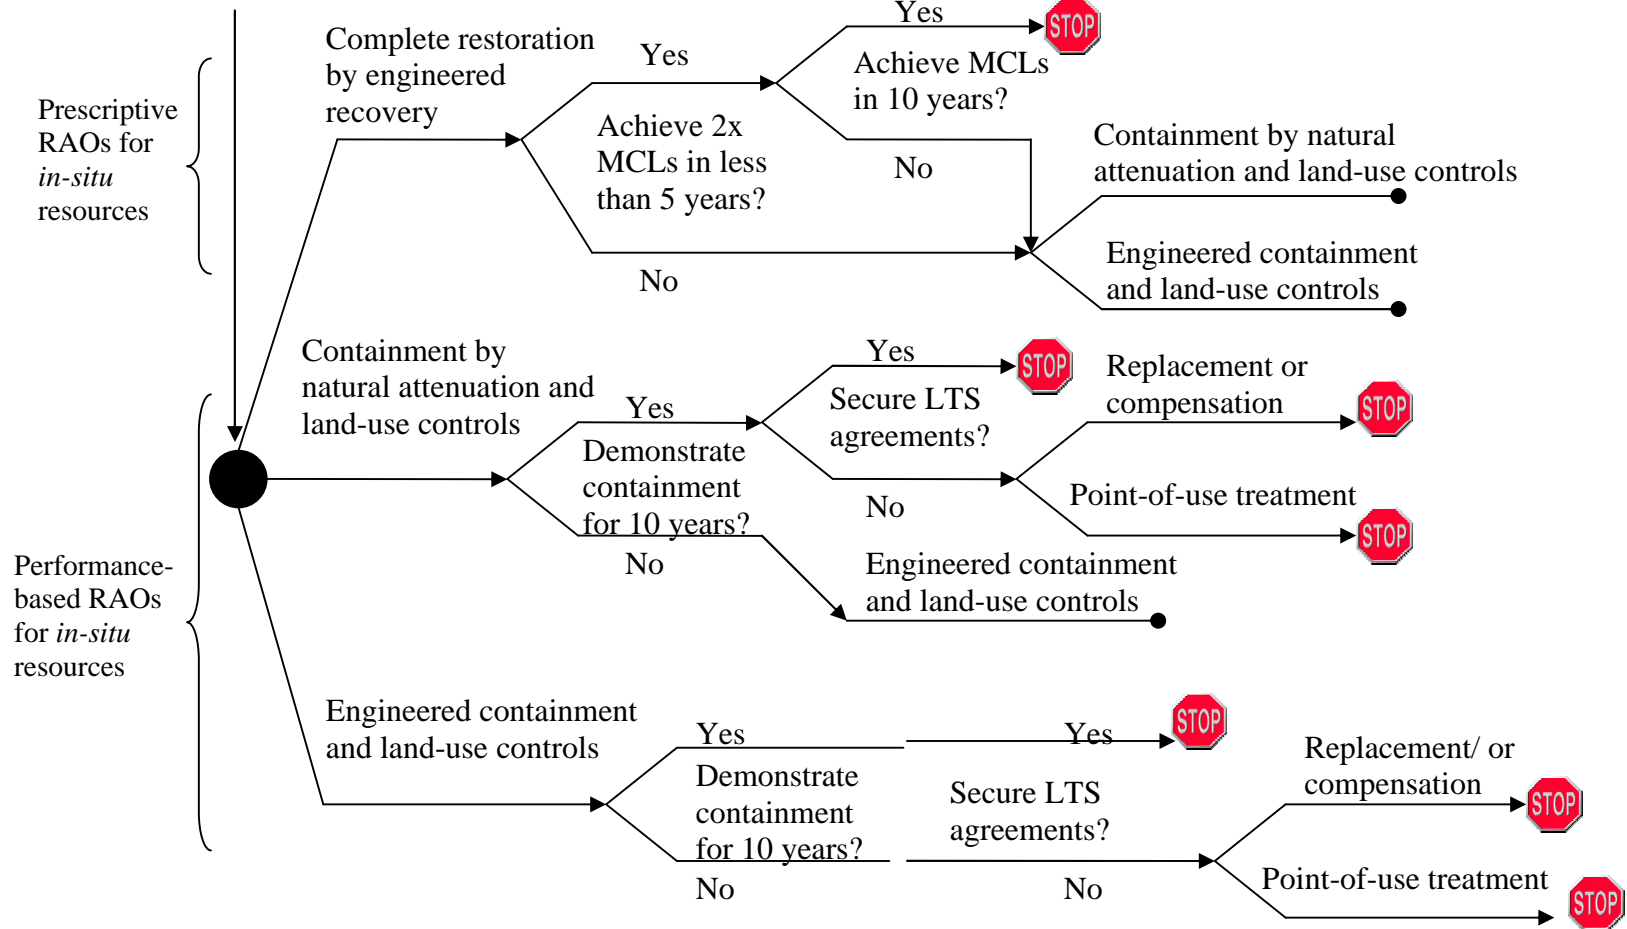 Yes
STOP
Complete restoration
by engineered
recovery
Yes
Achieve MCLs
in 10 years?
Prescriptive
RAOs for
in-situ
resources
Achieve 2x
MCLs in less
than 5 years?
No
Containment by natural
attenuation and land-use controls
No
Engineered containment
and land-use controls
Containment by
natural attenuation and
land-use controls
Yes
STOP
Secure LTS
agreements?
Replacement or
compensation
STOP
Yes
Demonstrate
containment
for 10 years?
No
No
Point-of-use treatment
STOP
Engineered containment
and land-use controls
Performance-
based RAOs
for in-situ
resources
Engineered containment
and land-use controls
Yes
Demonstrate
containment
for 10 years?
No
Yes
STOP
Secure LTS
agreements?
No
Replacement/ or
compensation
STOP
Point-of-use treatment
STOP